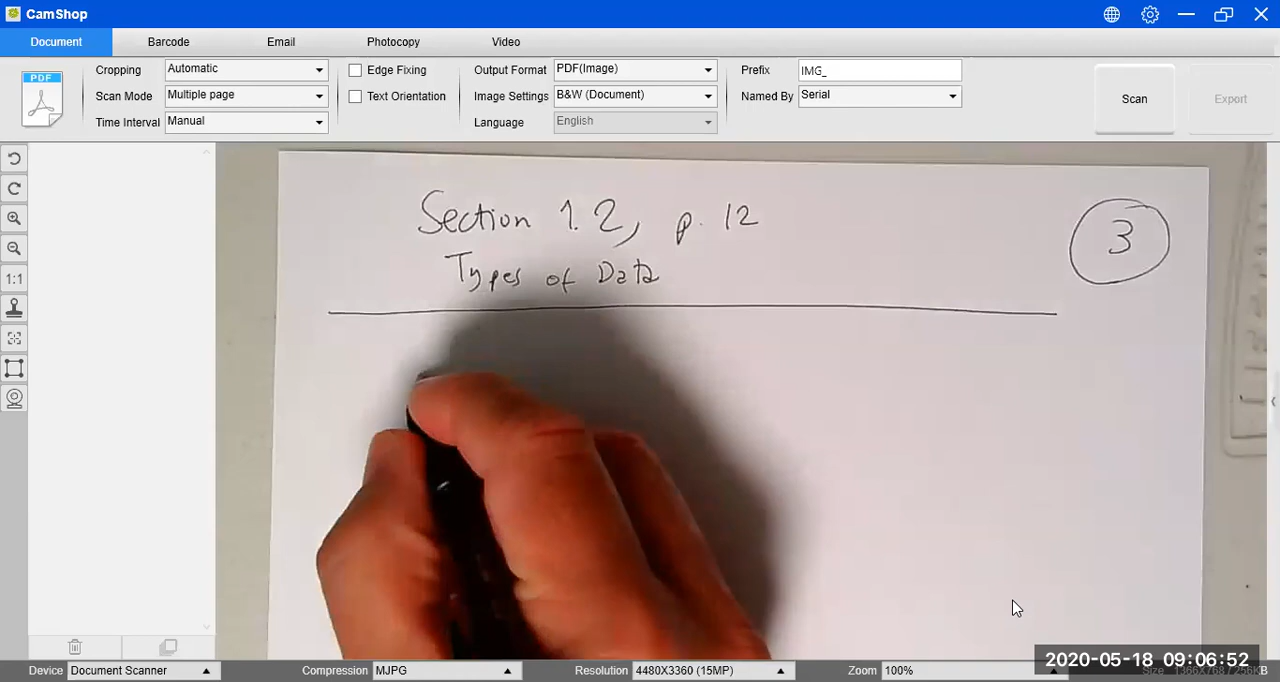 CamShop
Document Barcode Email Photocopy Video
PDF
Cropping Automatic Edge Fixing Output Format PDF(Image) Prefix IMG_
Scan Mode Multiple page Text Orientation Image Settings B&W (Document) Named By Serial
Time Interval Manual Language English
Scan Export
1:1
Section 1.2, p. 12
3
Types of Data
2020-05-18 09:06:52
Device Document Scanner Compression MJPG Resolution 4480X3360 (15MP) Zoom 100%